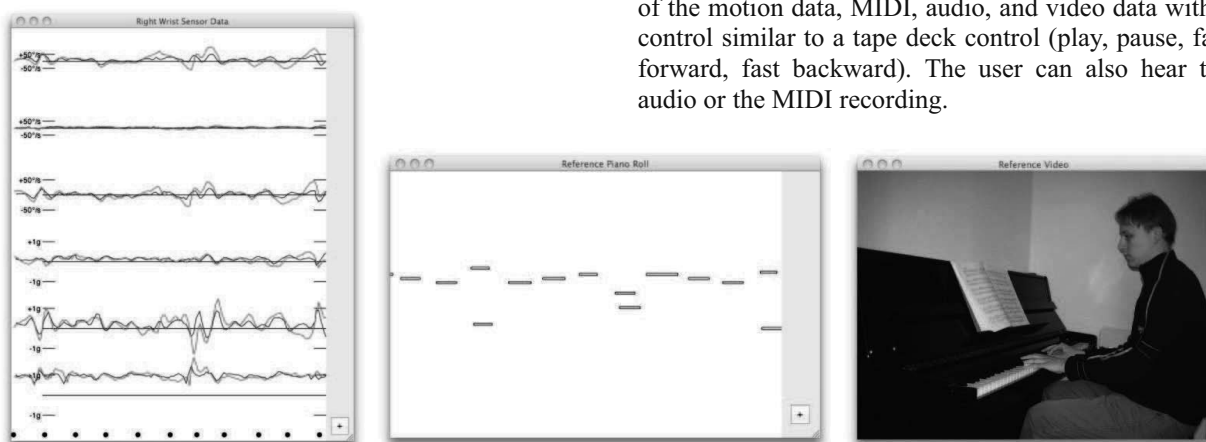 of the motion data, MIDI, audio, and video data with
control similar to a tape deck control (play, pause, fa
forward, fast backward). The user can also hear t
audio or the MIDI recording.
Right Wrist Sensor Data
+50°/s
-50°/s
+50°/s
-50°/s
+50°/s
-50°/s
+1g
-1g
+1g
-1g
+1g
-1g
+
Reference Piano Roll
+
Reference Video